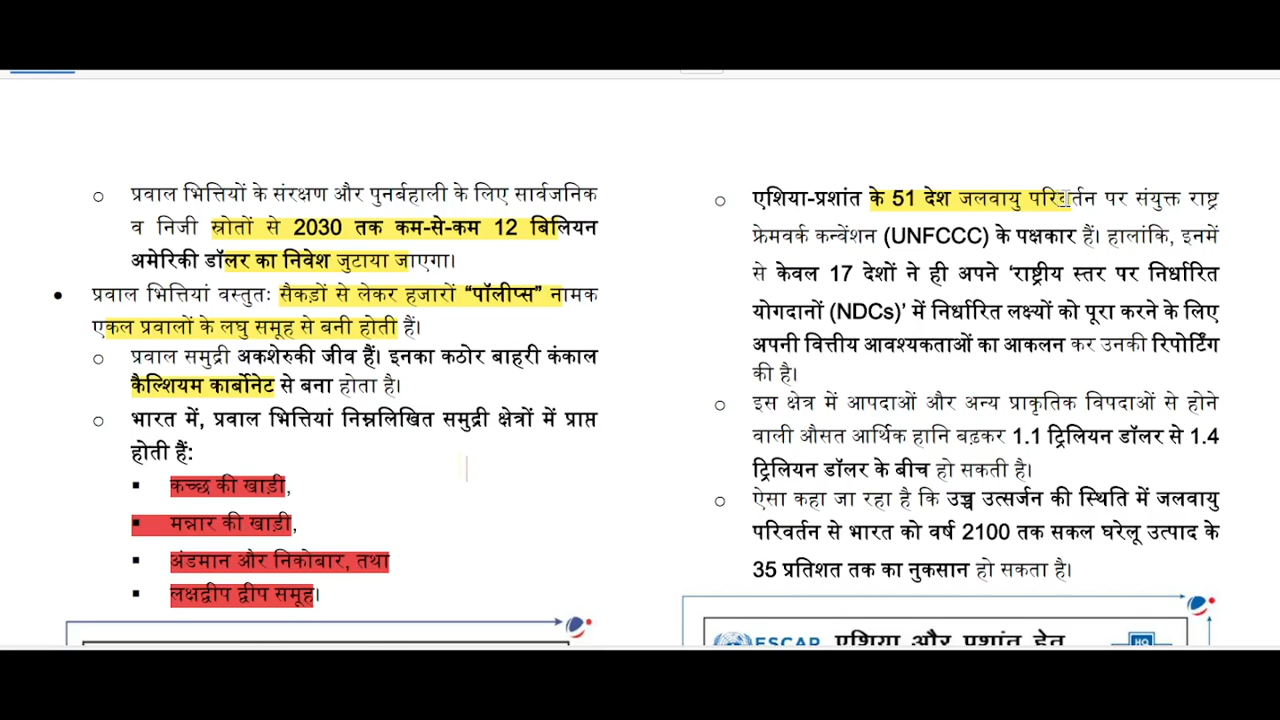 ○ प्रवाल भित्तियों के संरक्षण और पुनर्बहाली के लिए सार्वजनिक
व निजी स्रोतों से 2030 तक कम-से-कम 12 बिलियन
अमेरिकी डॉलर का निवेश जुटाया जाएगा।
• प्रवाल भित्तियां वस्तुतः सैकड़ों से लेकर हजारों “पॉलीप्स” नामक
एकल प्रवालों के लघु समूह से बनी होती हैं।
○ प्रवाल समुद्री अकशेरुकी जीव हैं। इनका कठोर बाहरी कंकाल
कैल्शियम कार्बोनेट से बना होता है।
○ भारत में, प्रवाल भित्तियां निम्नलिखित समुद्री क्षेत्रों में प्राप्त
होती हैं:
▪ कच्छ की खाड़ी,
▪ मन्नार की खाड़ी,
▪ अंडमान और निकोबार, तथा
▪ लक्षद्वीप द्वीप समूह।
○ एशिया-प्रशांत के 51 देश जलवायु परिवर्तन पर संयुक्त राष्ट्र
फ्रेमवर्क कन्वेंशन (UNFCCC) के पक्षकार हैं। हालांकि, इनमें
से केवल 17 देशों ने ही अपने ‘राष्ट्रीय स्तर पर निर्धारित
योगदानों (NDCs)’ में निर्धारित लक्ष्यों को पूरा करने के लिए
अपनी वित्तीय आवश्यकताओं का आकलन कर उनकी रिपोर्टिंग
की है।
○ इस क्षेत्र में आपदाओं और अन्य प्राकृतिक विपदाओं से होने
वाली औसत आर्थिक हानि बढ़कर 1.1 ट्रिलियन डॉलर से 1.4
ट्रिलियन डॉलर के बीच हो सकती है।
○ ऐसा कहा जा रहा है कि उच्च उत्सर्जन की स्थिति में जलवायु
परिवर्तन से भारत को वर्ष 2100 तक सकल घरेलू उत्पाद के
35 प्रतिशत तक का नुकसान हो सकता है।
ESCAP एशिया और प्रशांत हेतु HQ